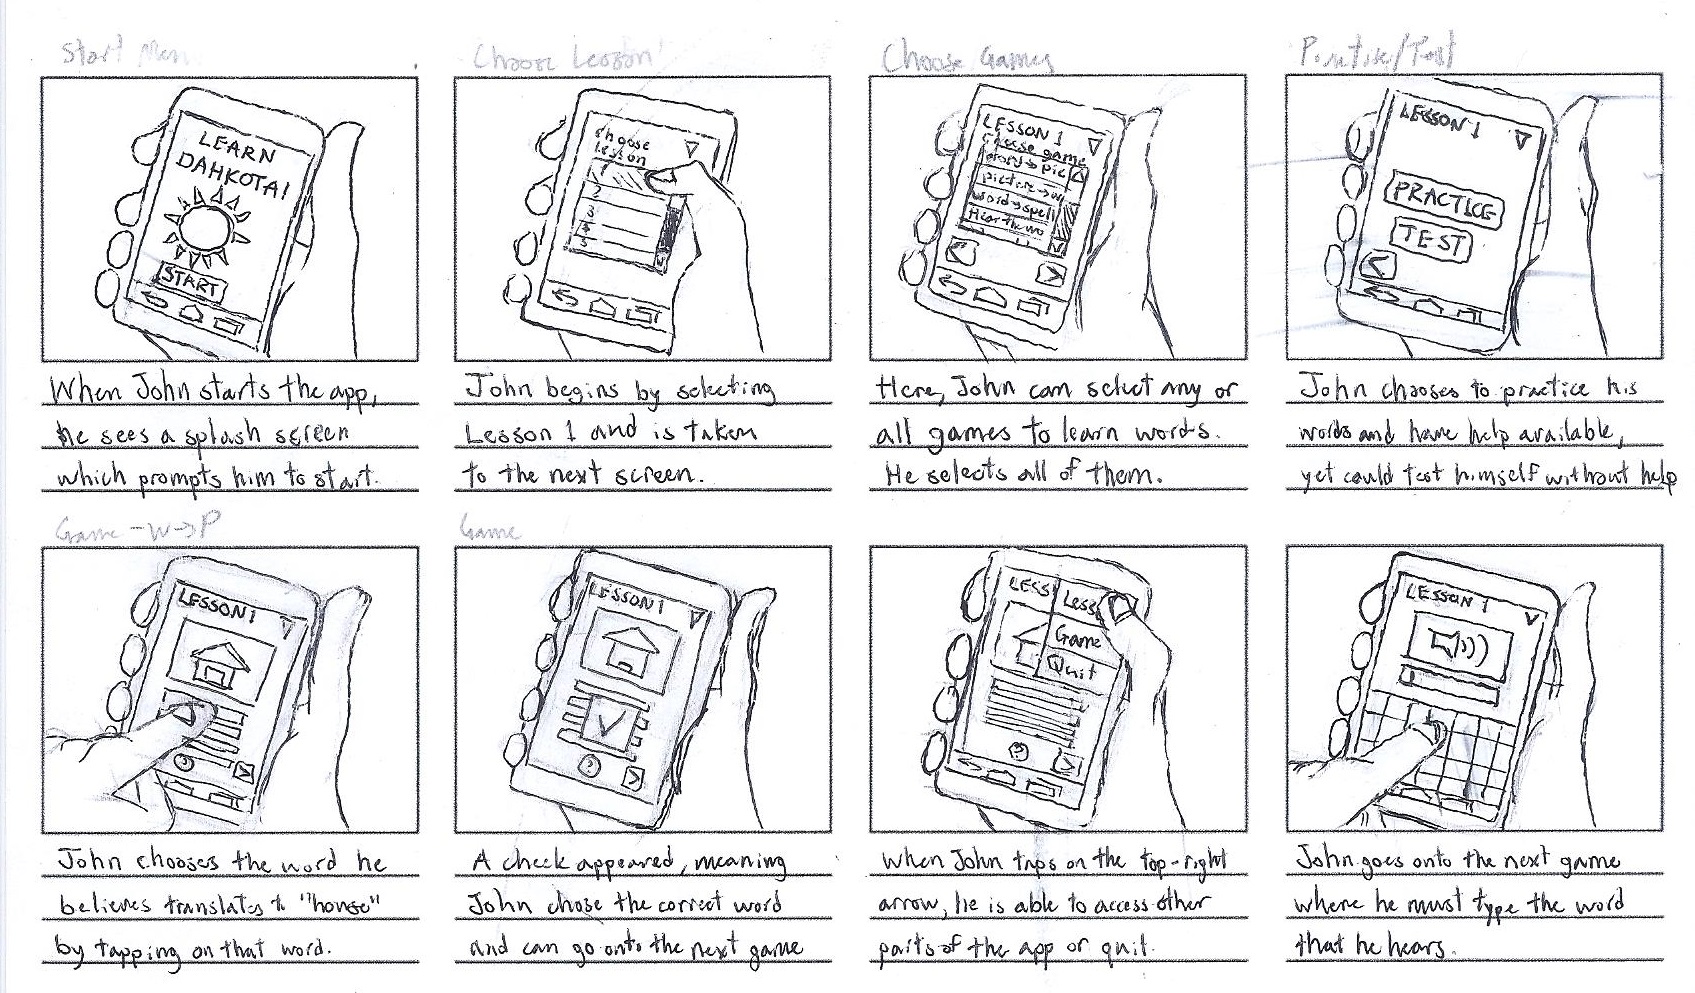 Start Men
Choose Lesson
Choose Games
Practise/Test
LEARN
DAHKOTA!
START
choose
lesson
1
2
3
4
5
LESSON 1
choose game
word→pic
picture→w
word→spell
Hear the wo
LESSON 1
PRACTICE
TEST
When John starts the app,
he sees a splash screen
which prompts him to start.
John begins by selecting
Lesson 1 and is taken
to the next screen.
Here, John can select any or
all games to learn words.
He selects all of them.
John chooses to practice his
words and have help available,
yet could test himself without help
Game -W→P
Game
LESSON 1
?
LESSON 1
?
LESS
Less
Game
Quit
?
LESSON 1
John chooses the word he
believes translates to "house"
by tapping on that word.
A check appeared, meaning
John chose the correct word
and can go onto the next game
When John taps on the top-right
arrow, he is able to access other
parts of the app or quit.
John goes onto the next game
where he must type the word
that he hears.